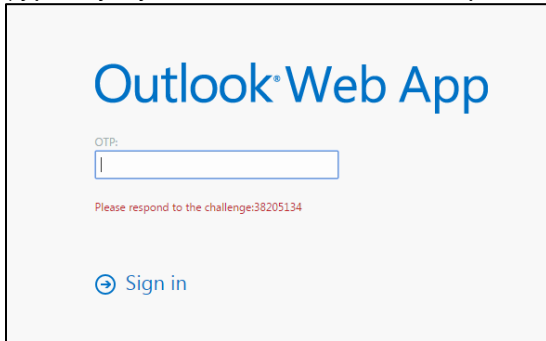 Outlook® Web App
OTP:
Please respond to the challenge:38205134
Sign in